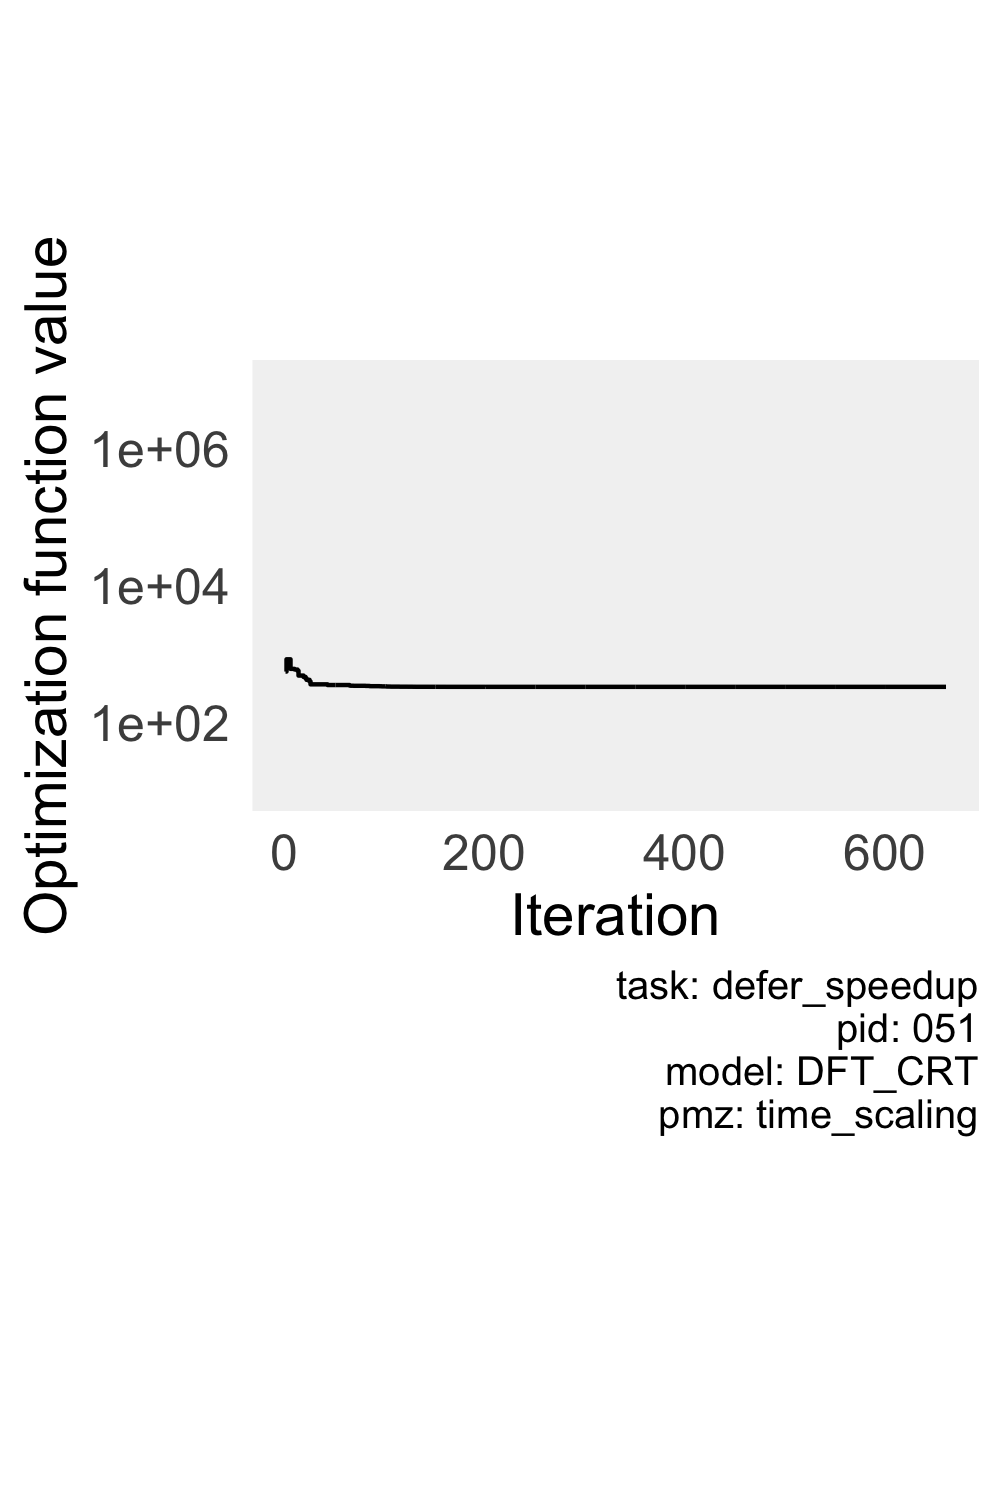 Optimization function value
1e+06
1e+04
1e+02
0 200 400 600
Iteration
task: defer_speedup
pid: 051
model: DFT_CRT
pmz: time_scaling